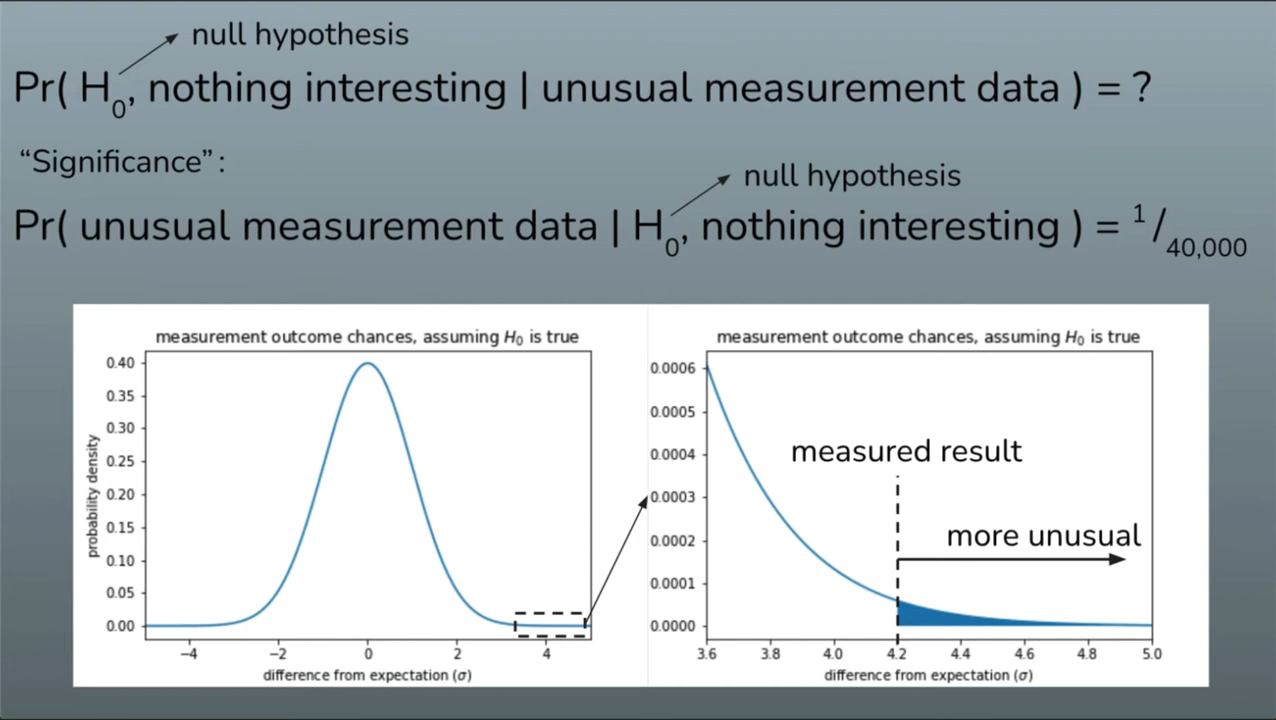 null hypothesis
Pr( H₀, nothing interesting | unusual measurement data ) = ?
“Significance” :
null hypothesis
Pr( unusual measurement data | H₀, nothing interesting ) = ¹/₄₀,₀₀₀
measurement outcome chances, assuming H₀ is true
0.40
0.35
0.30
0.25
0.20
0.15
0.10
0.05
0.00
probability density
−4 −2 0 2 4
difference from expectation (σ)
measurement outcome chances, assuming H₀ is true
0.0006
0.0005
0.0004
0.0003
0.0002
0.0001
0.0000
measured result
more unusual
3.6 3.8 4.0 4.2 4.4 4.6 4.8 5.0
difference from expectation (σ)